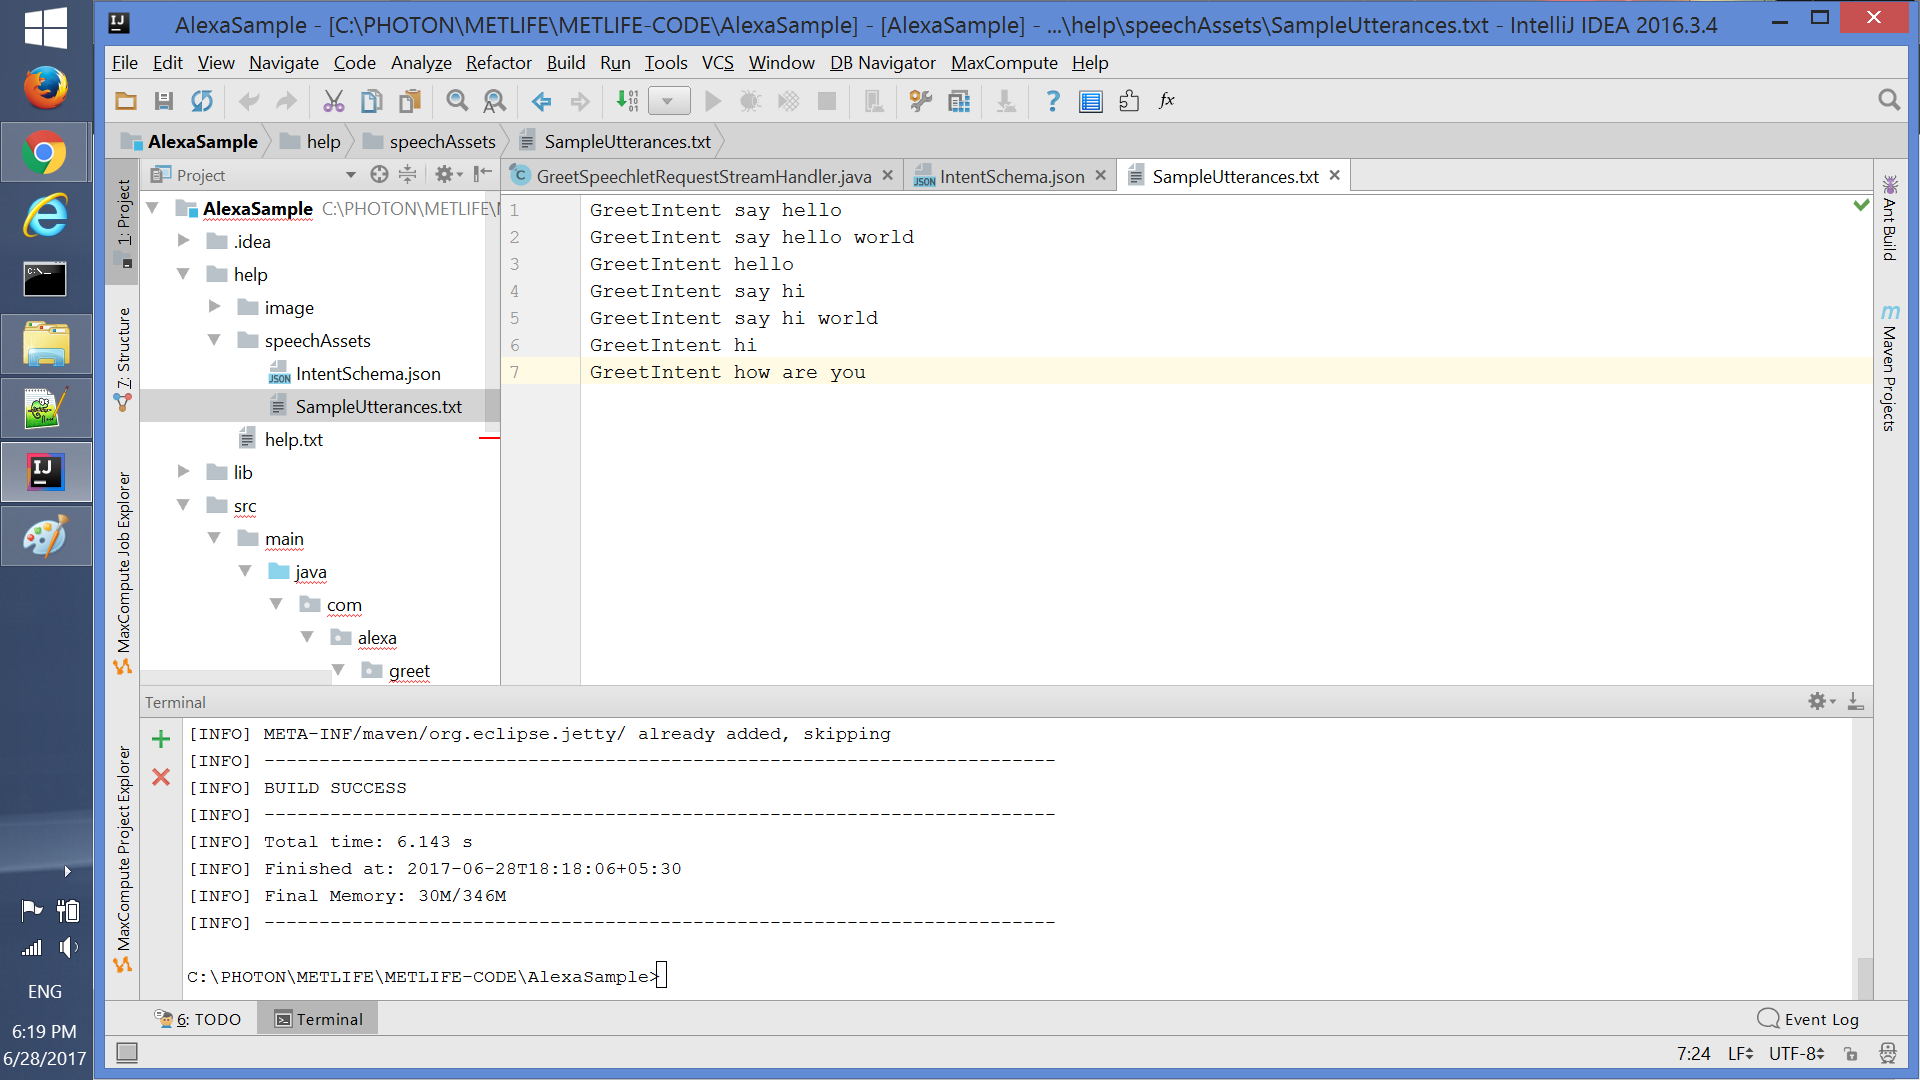 AlexaSample - [C:\PHOTON\METLIFE\METLIFE-CODE\AlexaSample] - [AlexaSample] - ...\help\speechAssets\SampleUtterances.txt - IntelliJ IDEA 2016.3.4
File Edit View Navigate Code Analyze Refactor Build Run Tools VCS Window DB Navigator MaxCompute Help
AlexaSample help speechAssets SampleUtterances.txt
Project
GreetSpeechletRequestStreamHandler.java IntentSchema.json SampleUtterances.txt
1: Project
7: Structure
MaxCompute Job Explorer
MaxCompute Project Explorer
AlexaSample C:\PHOTON\METLIFE\
.idea
help
image
speechAssets
IntentSchema.json
SampleUtterances.txt
help.txt
lib
src
main
java
com
alexa
greet
1 GreetIntent say hello
2 GreetIntent say hello world
3 GreetIntent hello
4 GreetIntent say hi
5 GreetIntent say hi world
6 GreetIntent hi
7 GreetIntent how are you
Ant Build
Maven Projects
Terminal
[INFO] META-INF/maven/org.eclipse.jetty/ already added, skipping
[INFO] ------------------------------------------------------------------------
[INFO] BUILD SUCCESS
[INFO] ------------------------------------------------------------------------
[INFO] Total time: 6.143 s
[INFO] Finished at: 2017-06-28T18:18:06+05:30
[INFO] Final Memory: 30M/346M
[INFO] ------------------------------------------------------------------------
C:\PHOTON\METLIFE\METLIFE-CODE\AlexaSample>
6: TODO Terminal Event Log
7:24 LF UTF-8
ENG
6:19 PM
6/28/2017